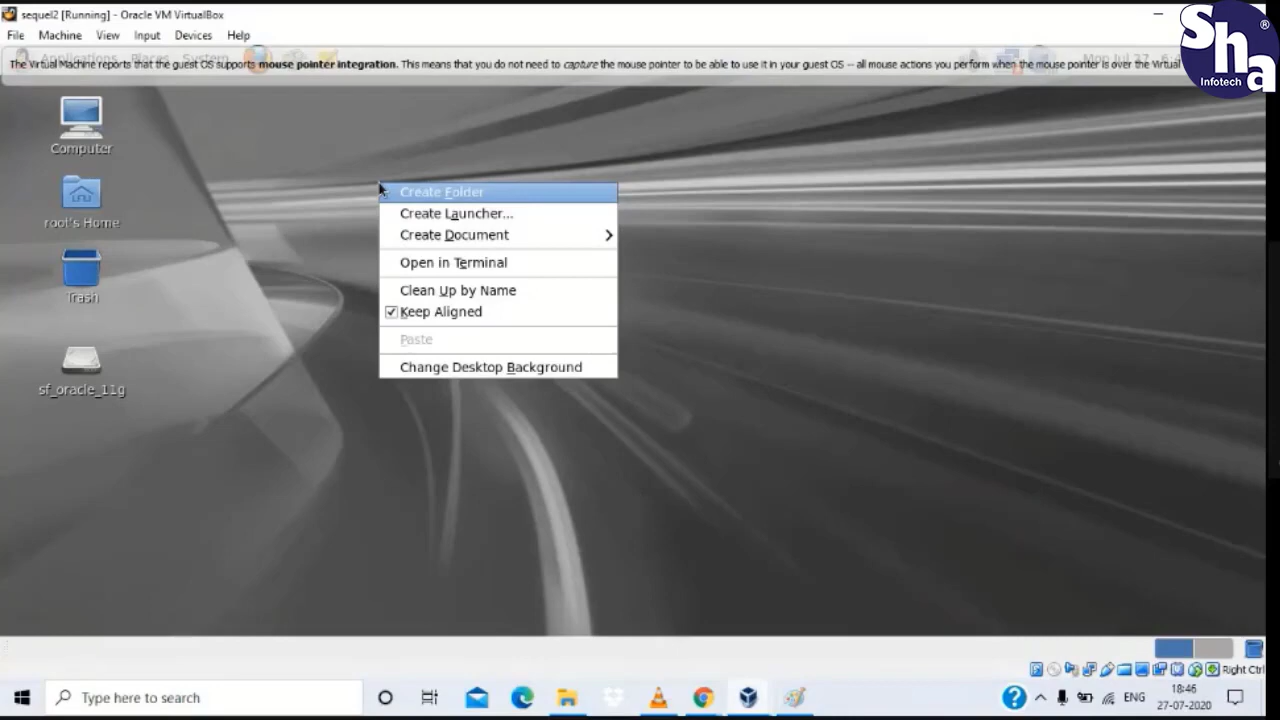 sequel2 [Running] - Oracle VM VirtualBox
File Machine View Input Devices Help
Applications Places System
The Virtual Machine reports that the guest OS supports mouse pointer integration. This means that you do not need to capture the mouse pointer to be able to use it in your guest OS -- all mouse actions you perform when the mouse pointer is over the Virtual
Sha
®
Infotech
Computer
root's Home
Trash
sf_oracle_11g
Create Folder
Create Launcher...
Create Document
Open in Terminal
Clean Up by Name
Keep Aligned
Paste
Change Desktop Background
Right Ctrl
Type here to search
ENG
18:46
27-07-2020